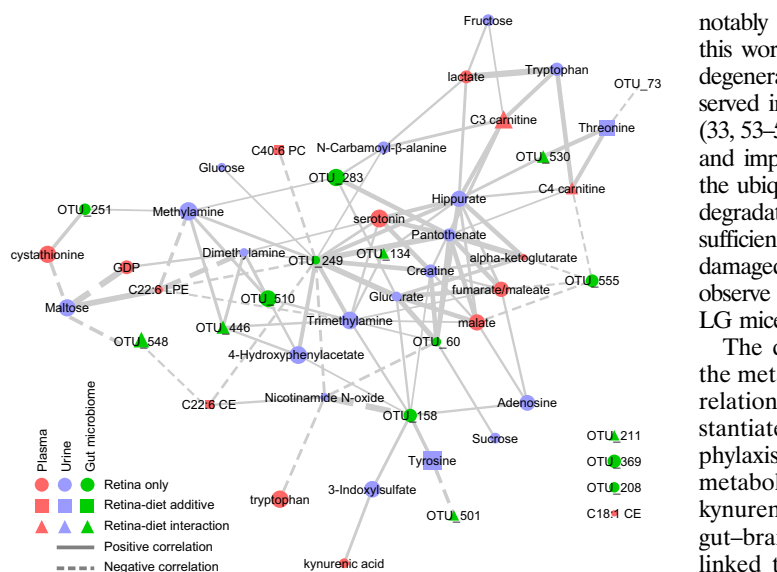 Fructose
lactate
Tryptophan
OTU_73
C3 carnitine
Threonine
C40:6 PC
N-Carbamoyl-β-alanine
OTU_530
Glucose
OTU_283
C4 carnitine
OTU_251
Methylamine
Hippurate
serotonin
Pantothenate
cystathionine
GDP
Dimethylamine
OTU_249
OTU_134
alpha-ketoglutarate
Creatine
C22:6 LPE
OTU_510
Glucarate
fumarate/maleate
OTU_555
Maltose
OTU_548
OTU_446
Trimethylamine
malate
OTU_60
4-Hydroxyphenylacetate
C22:6 CE
Nicotinamide N-oxide
OTU_158
Adenosine
Sucrose
OTU_211
Tyrosine
OTU_369
tryptophan
3-Indoxylsulfate
OTU_208
OTU_501
C18:1 CE
kynurenic acid
Plasma
Urine
Gut microbiome
Retina only
Retina-diet additive
Retina-diet interaction
Positive correlation
Negative correlation
notably
this wor
degenera
served in
(33, 53–5
and imp
the ubiq
degradat
sufficien
damaged
observe
LG mice
The d
the met
relation
stantiate
phylaxis
metabol
kynuren
gut–bran
linked t